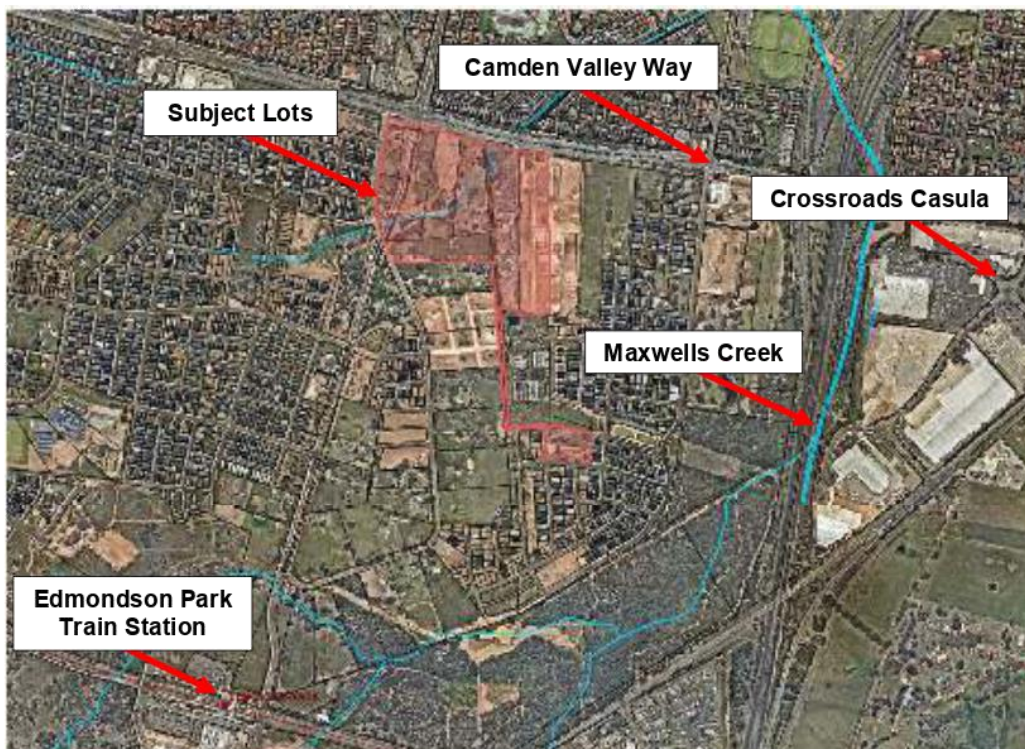 Camden Valley Way
Subject Lots
Crossroads Casula
Maxwells Creek
Edmondson Park
Train Station